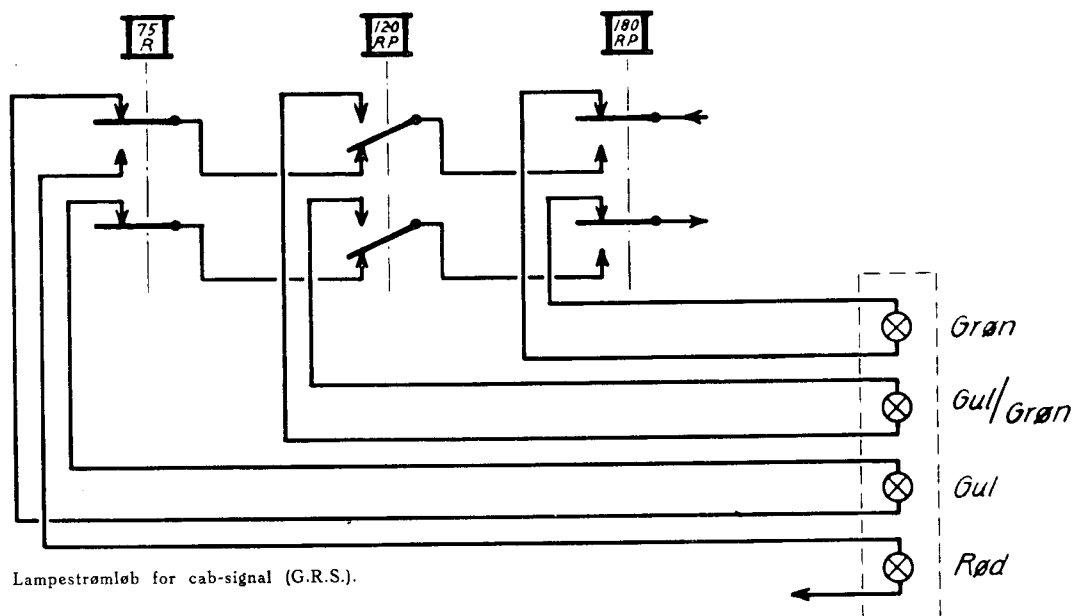 75
R
120
RP
180
RP
Grøn
Gul/Grøn
Gul
Rød
Lampestrømløb for cab-signal (G.R.S.).